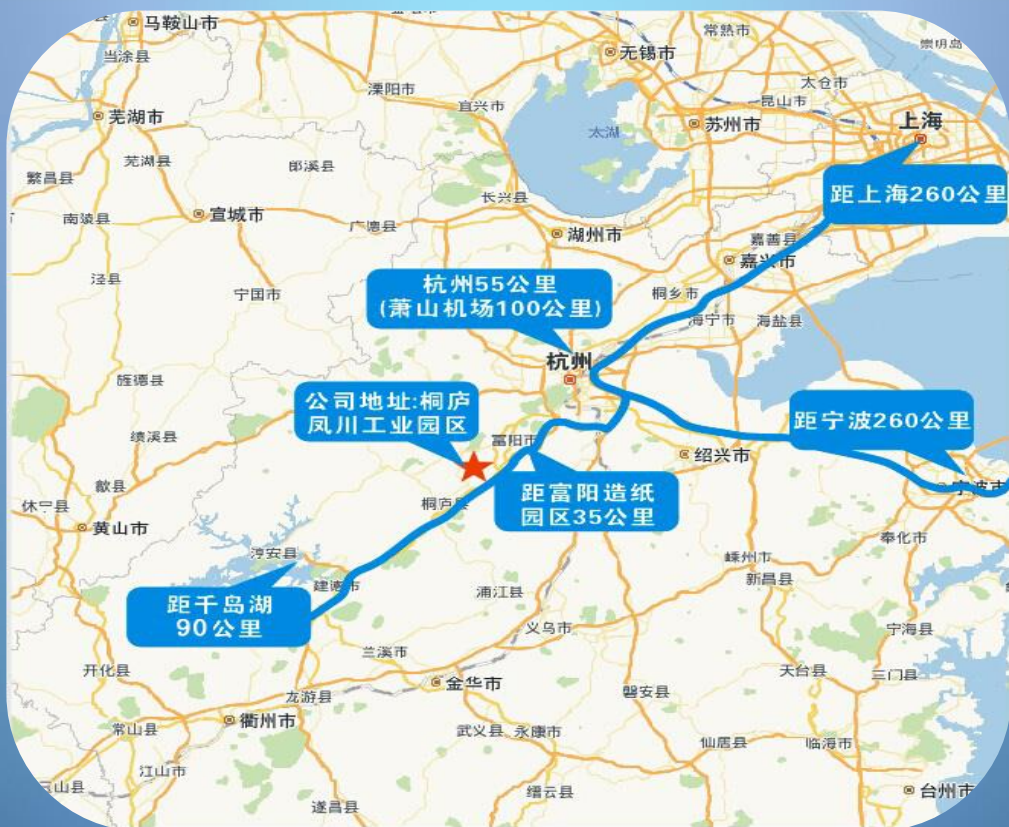 马鞍山市
当涂县
溧阳市
无锡市
常熟市
崇明岛
太仓市
昆山市
宜兴市
芜湖市
苏州市
上海
太湖
芜湖县
郎溪县
繁昌县
距上海260公里
长兴县
南陵县
宣城市
广德县
湖州市
嘉善县
嘉兴市
泾县
宁国市
杭州55公里
(萧山机场100公里)
桐乡市
海宁市
海盐县
杭州
旌德县
公司地址:桐庐
凤川工业园区
距宁波260公里
绩溪县
富阳市
绍兴市
歙县
休宁县
桐庐县
距富阳造纸
园区35公里
宁波市
黄山市
奉化市
淳安县
嵊州市
建德市
新昌县
浦江县
距千岛湖
90公里
义乌市
宁海县
兰溪市
开化县
金华市
磐安县
天台县
三门县
龙游县
衢州市
常山县
武义县
永康市
仙居县
临海市
江山市
玉山县
遂昌县
缙云县
台州市